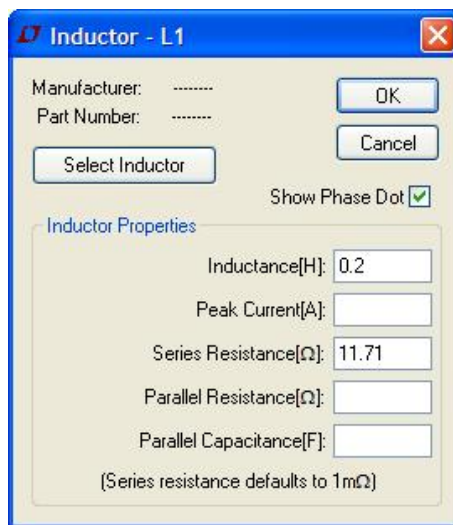 Inductor - L1
Manufacturer: --------
Part Number: --------
OK
Cancel
Select Inductor
Show Phase Dot
Inductor Properties
Inductance[H]: 0.2
Peak Current[A]:
Series Resistance[Ω]: 11.71
Parallel Resistance[Ω]:
Parallel Capacitance[F]:
(Series resistance defaults to 1mΩ)